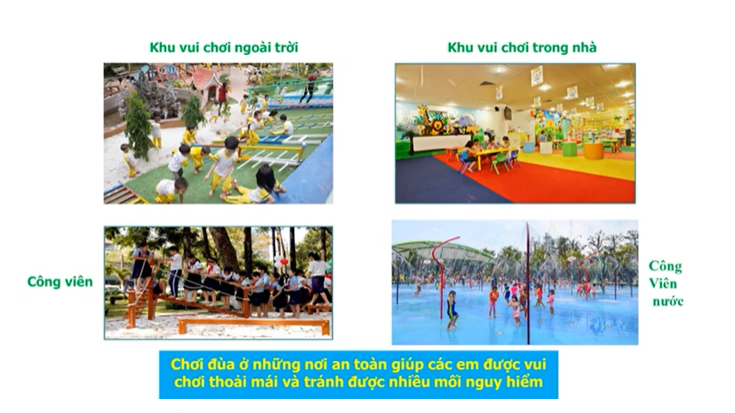 Khu vui chơi ngoài trời
Khu vui chơi trong nhà
Công viên
Công
Viên
nước
Chơi đùa ở những nơi an toàn giúp các em được vui
chơi thoải mái và tránh được nhiều mối nguy hiểm